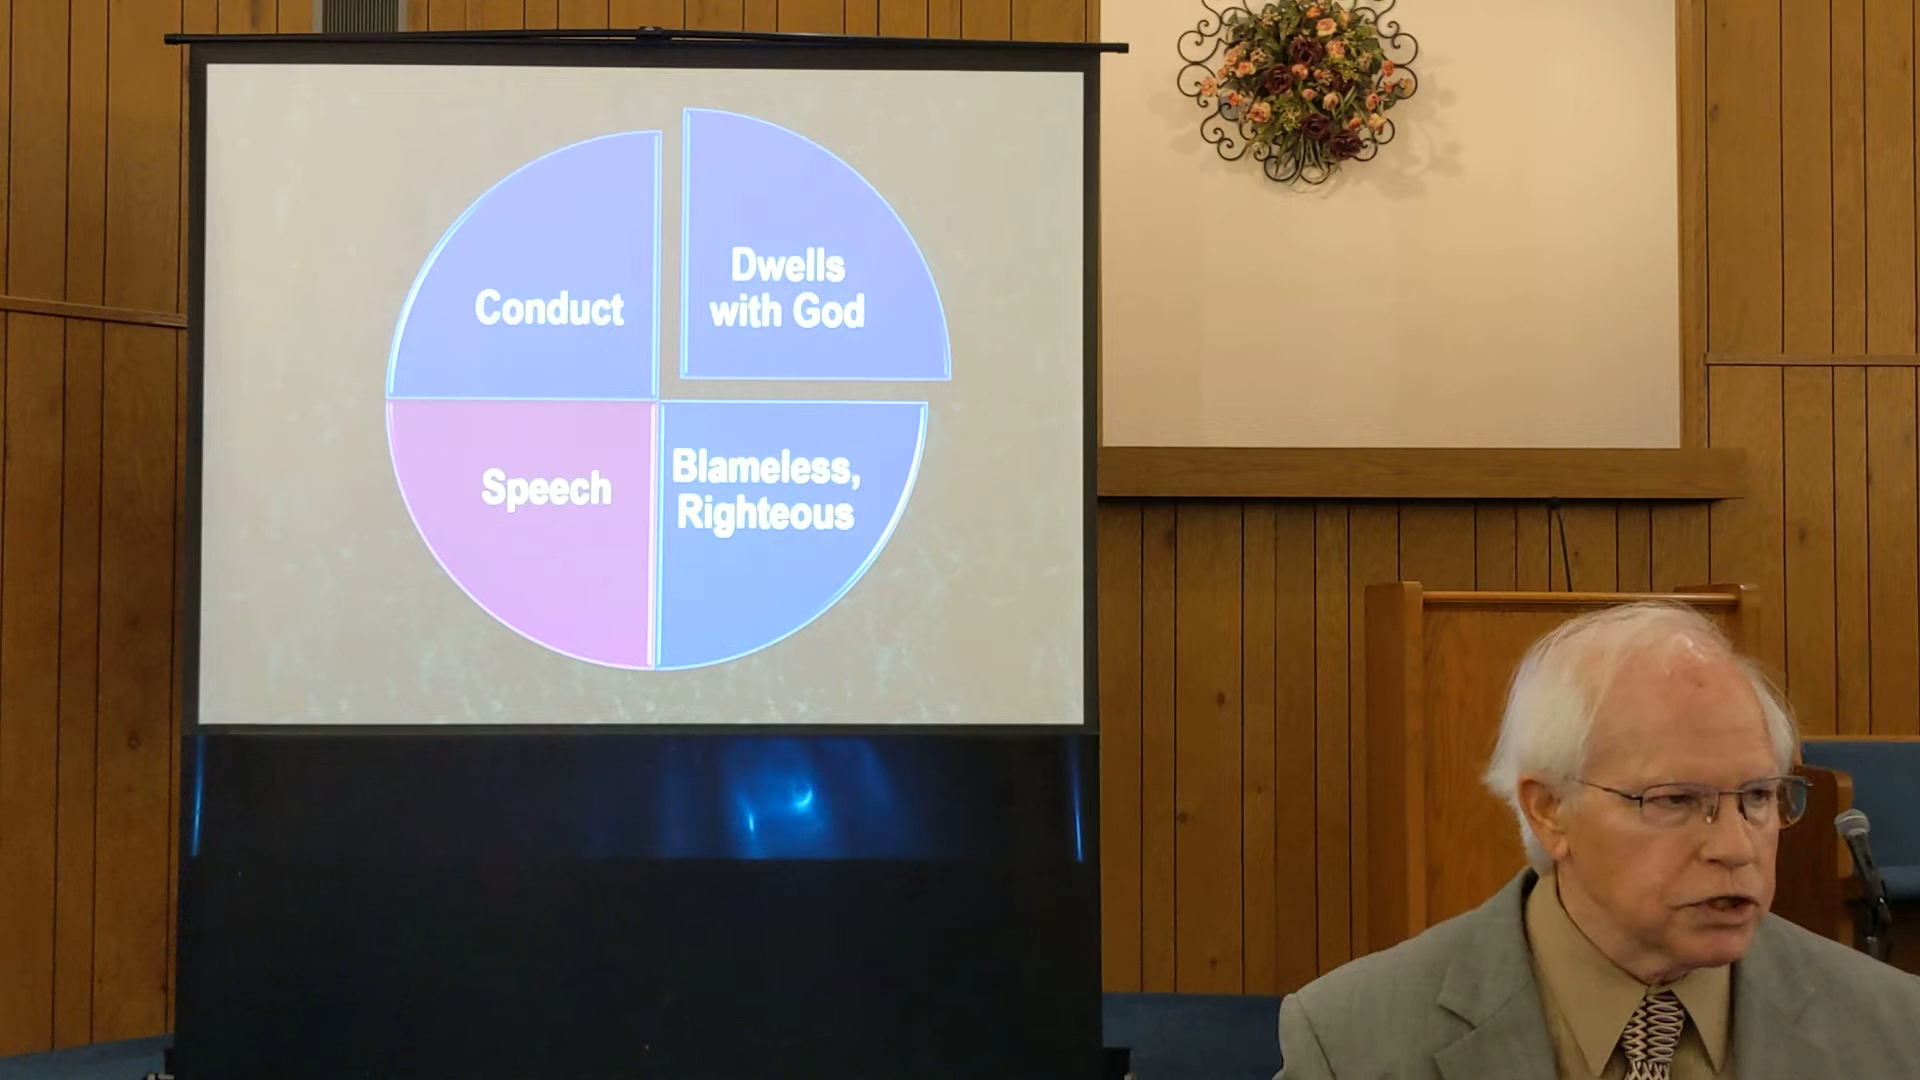 Conduct
Dwells
with God
Speech
Blameless,
Righteous